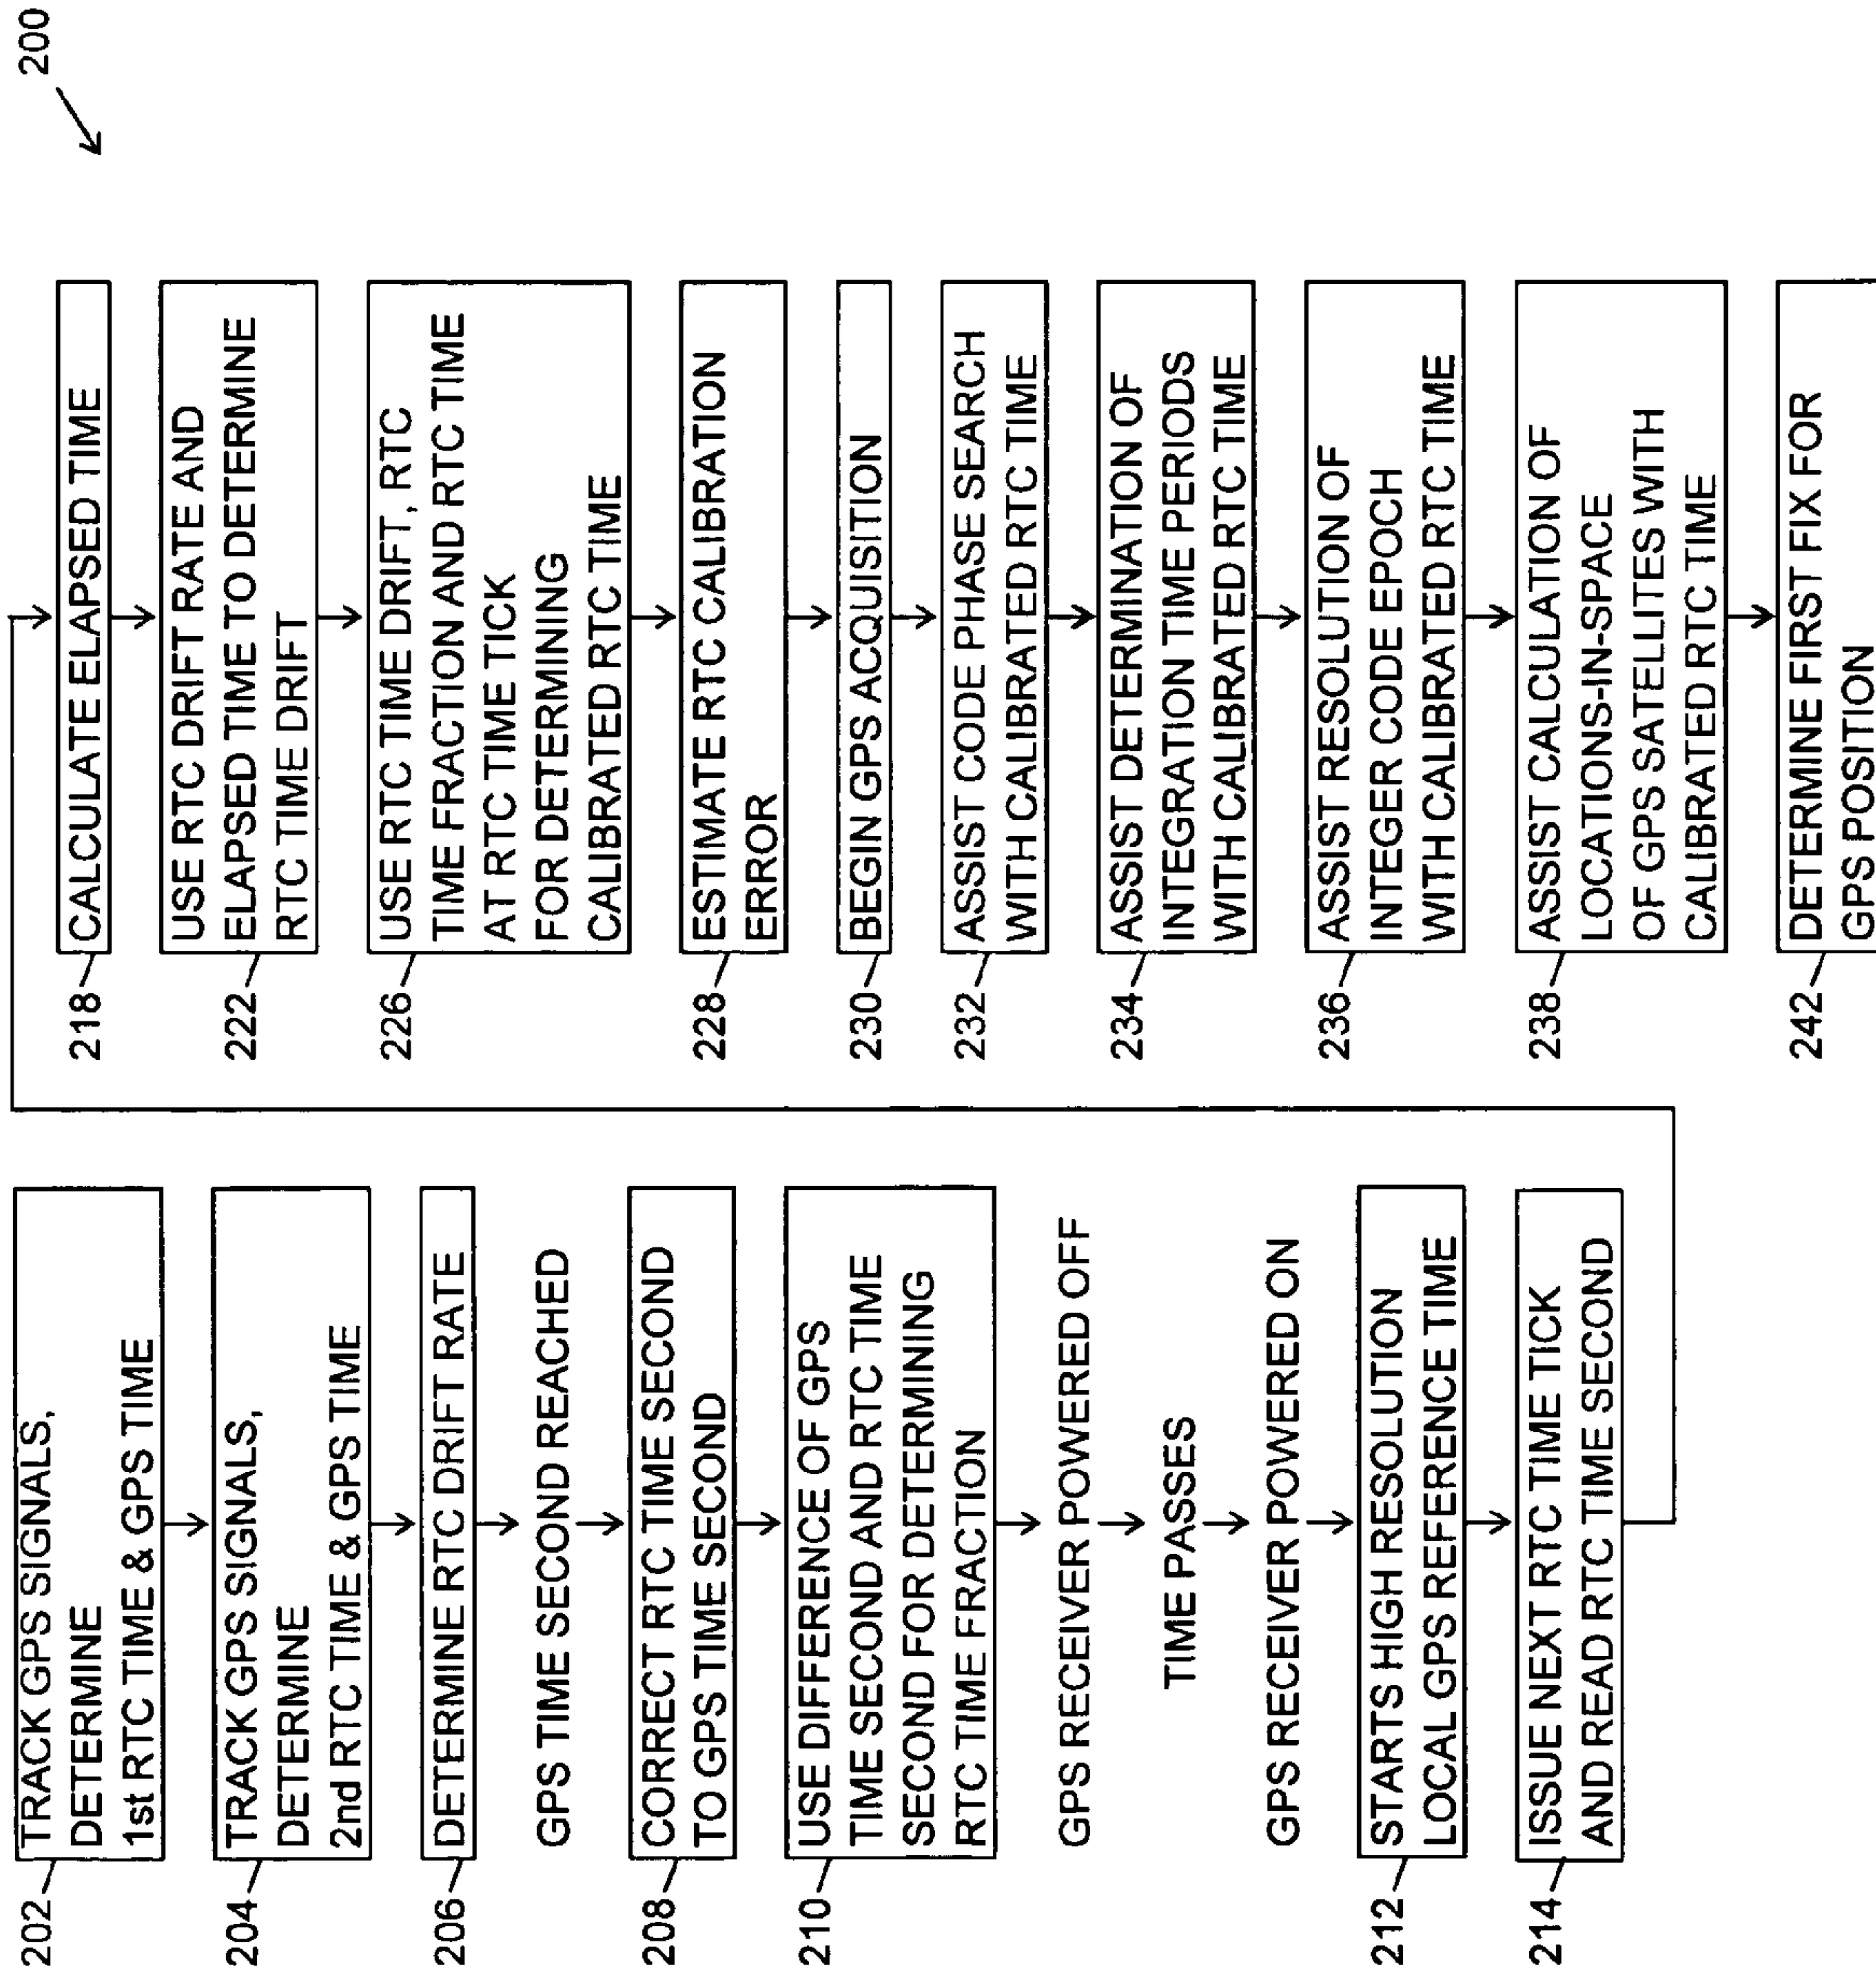 200
202
TRACK GPS SIGNALS,
DETERMINE
1st RTC TIME & GPS TIME
204
TRACK GPS SIGNALS,
DETERMINE
2nd RTC TIME & GPS TIME
206
DETERMINE RTC DRIFT RATE
GPS TIME SECOND REACHED
208
CORRECT RTC TIME SECOND
TO GPS TIME SECOND
210
USE DIFFERENCE OF GPS
TIME SECOND AND RTC TIME
SECOND FOR DETERMINING
RTC TIME FRACTION
GPS RECEIVER POWERED OFF
TIME PASSES
GPS RECEIVER POWERED ON
212
STARTS HIGH RESOLUTION
LOCAL GPS REFERENCE TIME
214
ISSUE NEXT RTC TIME TICK
AND READ RTC TIME SECOND
218
CALCULATE ELAPSED TIME
222
USE RTC DRIFT RATE AND
ELAPSED TIME TO DETERMINE
RTC TIME DRIFT
226
USE RTC TIME DRIFT, RTC
TIME FRACTION AND RTC TIME
AT RTC TIME TICK
FOR DETERMINING
CALIBRATED RTC TIME
228
ESTIMATE RTC CALIBRATION
ERROR
230
BEGIN GPS ACQUISITION
232
ASSIST CODE PHASE SEARCH
WITH CALIBRATED RTC TIME
234
ASSIST DETERMINATION OF
INTEGRATION TIME PERIODS
WITH CALIBRATED RTC TIME
236
ASSIST RESOLUTION OF
INTEGER CODE EPOCH
WITH CALIBRATED RTC TIME
238
ASSIST CALCULATION OF
LOCATIONS-IN-SPACE
OF GPS SATELLITES WITH
CALIBRATED RTC TIME
242
DETERMINE FIRST FIX FOR
GPS POSITION